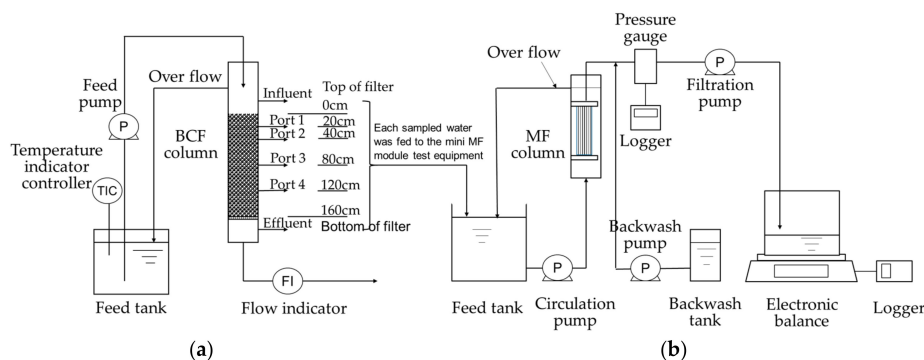 Feed
pump
P
Temperature
indicator
controller
TIC
Feed tank
Over flow
BCF
column
Influent
Top of filter
0cm
Port 1
20cm
Port 2
40cm
Port 3
80cm
Port 4
120cm
160cm
Effluent
Bottom of filter
FI
Flow indicator
Each sampled water
was fed to the mini MF
module test equipment
(a)
Over flow
MF
column
Pressure
gauge
Logger
P
Filtration
pump
Feed tank
P
Circulation
pump
Backwash
pump
P
Backwash
tank
Electronic
balance
Logger
(b)